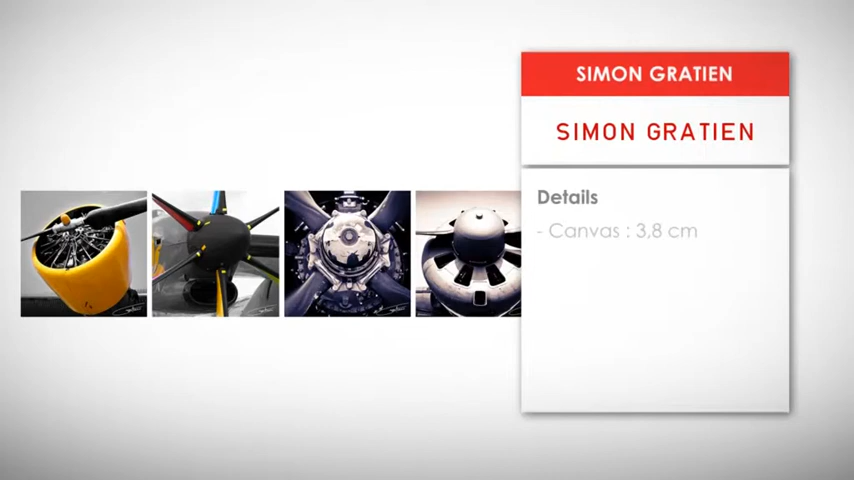 SIMON GRATIEN
SIMON GRATIEN
Details
- Canvas : 3,8 cm